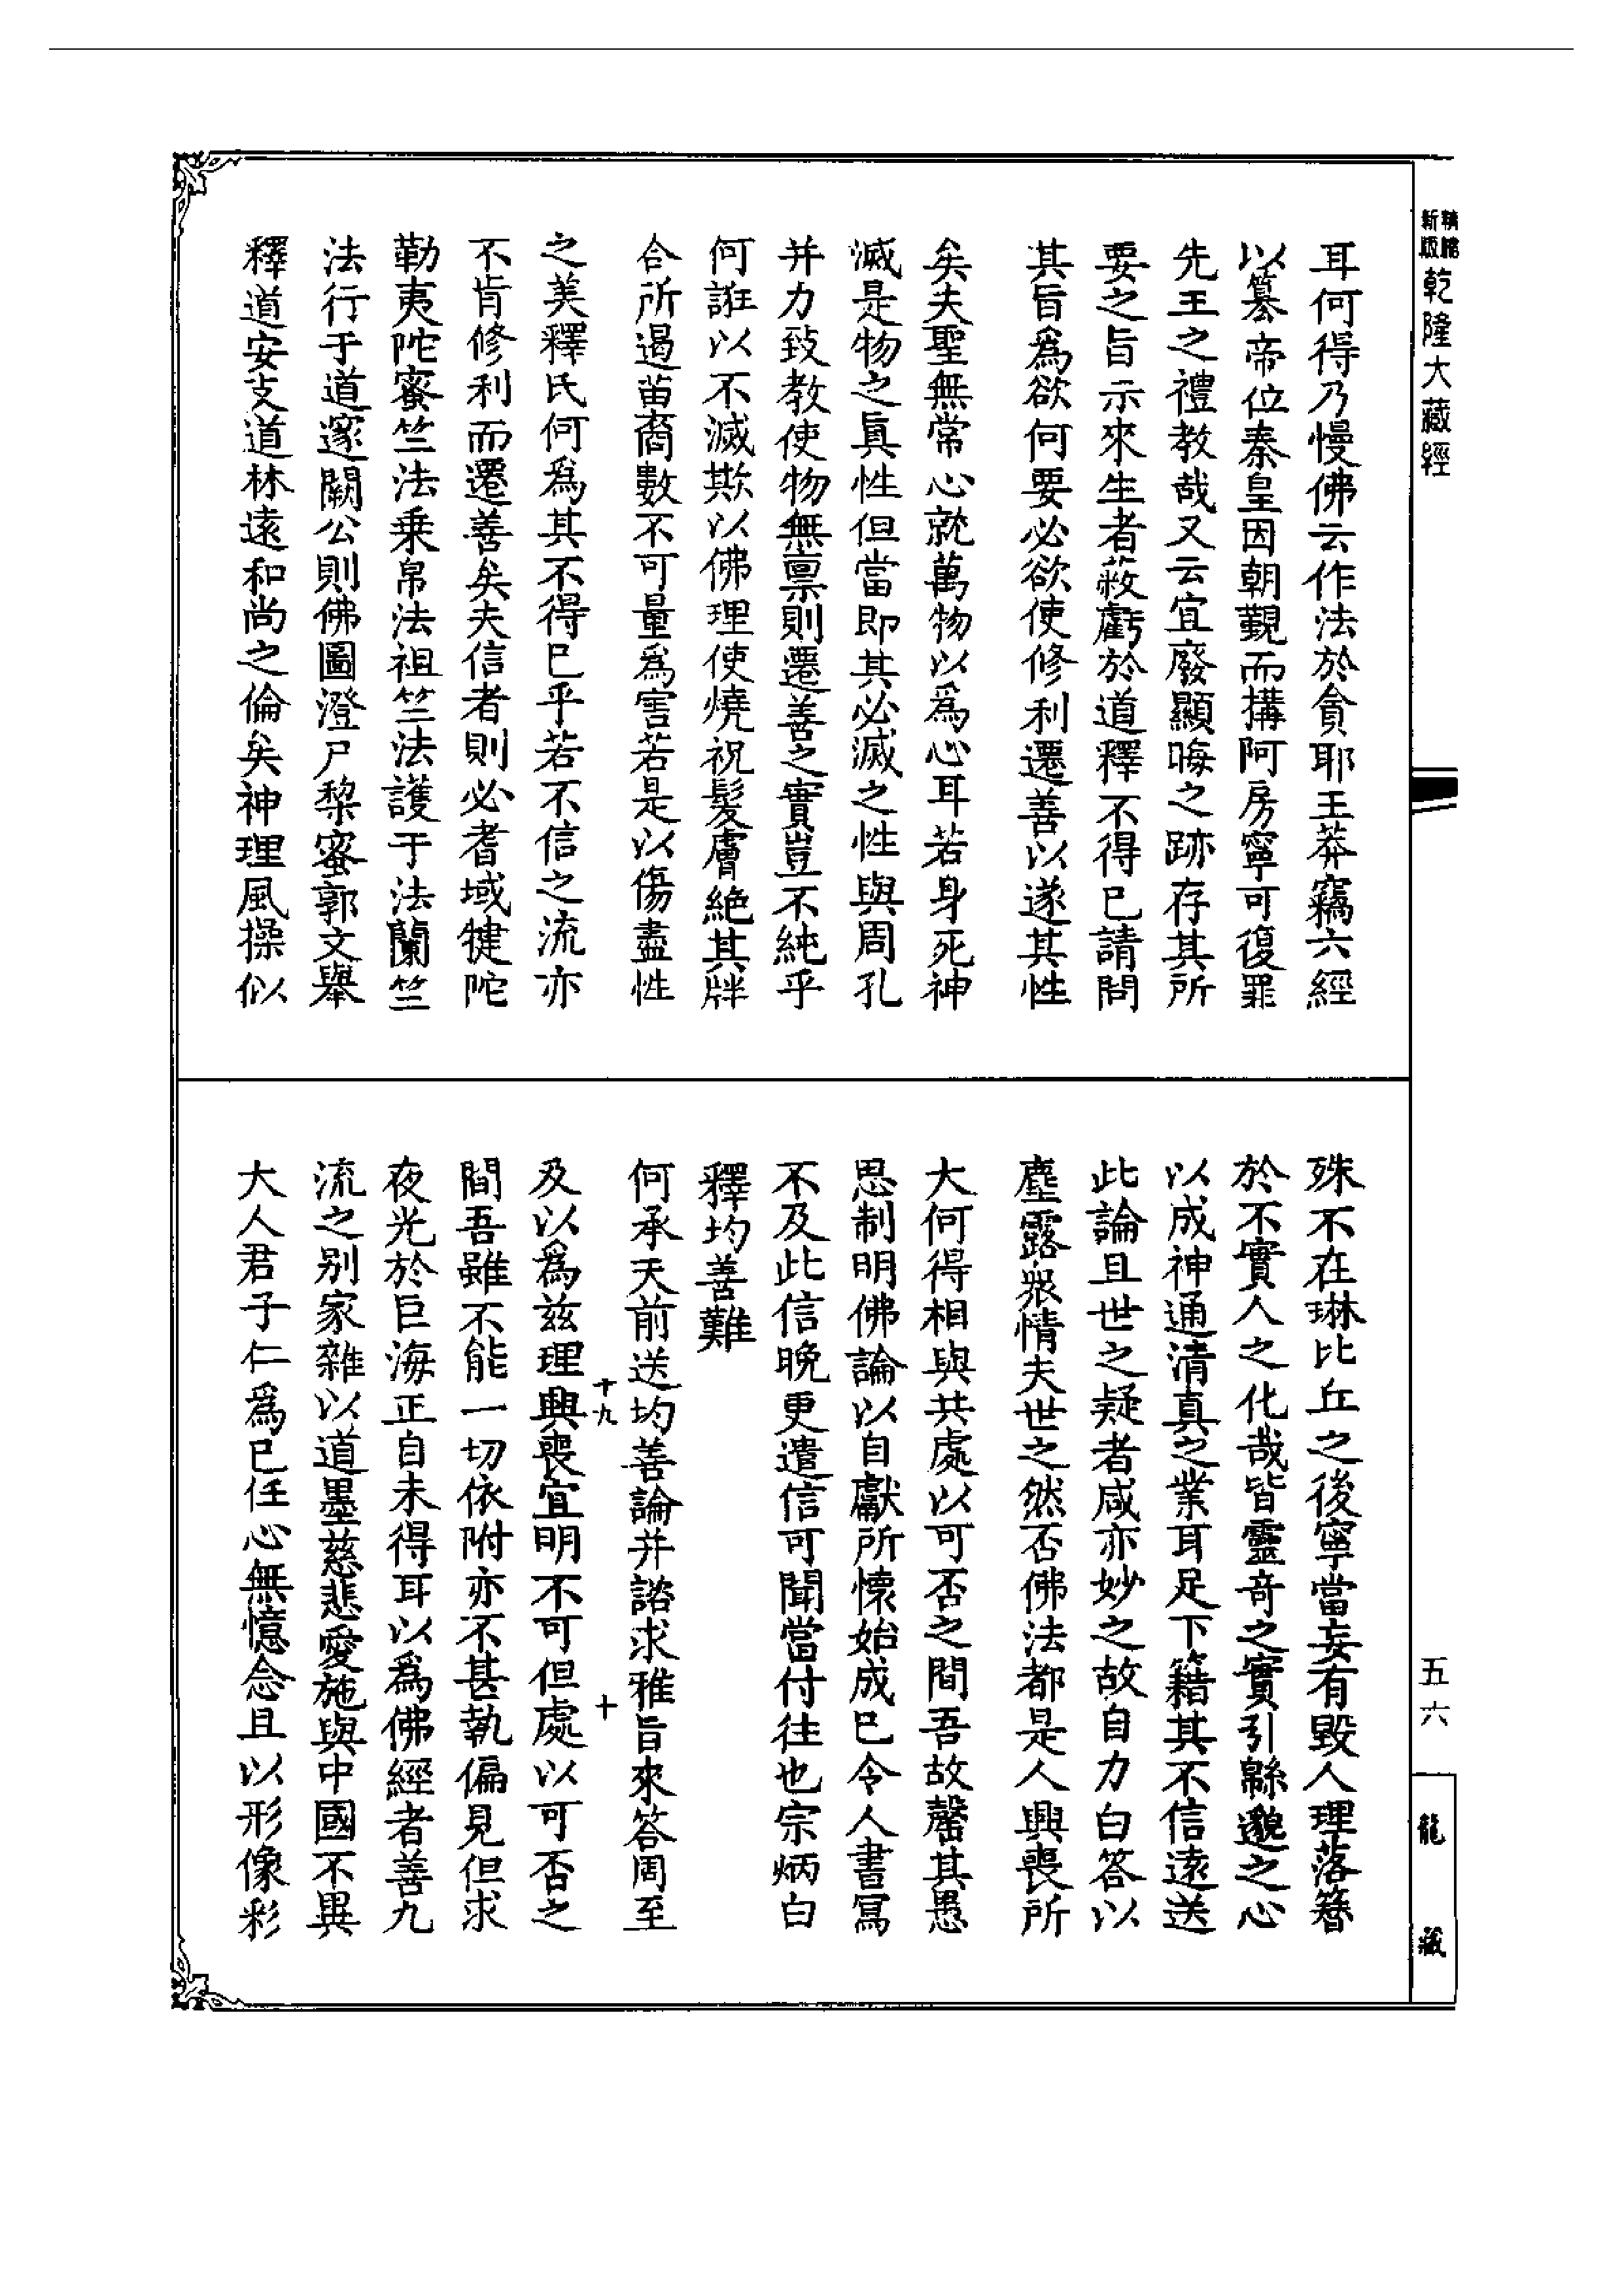 精縮新版乾隆大藏經
耳何得乃慢佛云作法於貪耶王莽竊六經
以篡帝位秦皇因朝覲而搆阿房寧可復罪
先王之禮教哉又云宜廢顯晦之跡存其所
要之旨示來生者蔽虧於道釋不得已請問
其旨爲欲何要必欲使修利遷善以遂其性
矣夫聖無常心就萬物以爲心耳若身死神
滅是物之眞性但當即其必滅之性與周孔
并力致教使物無禀則遷善之實豈不純乎
何誑以不滅欺以佛理使燒祝髮膚絶其牉
合所遏苗裔數不可量爲害若是以傷盡性
之美釋氏何爲其不得已乎若不信之流亦
不肯修利而遷善矣夫信者則必耆域犍陀
勒夷陀蜜竺法乗帛法祖竺法護于法蘭竺
法行于道邃闕公則佛圖澄尸黎蜜郭文舉
釋道安支道林遠和尚之倫矣神理風操似
殊不在琳比丘之後寧當妄有毀人理落簪
於不實人之化哉皆靈奇之實引緜邈之心
以成神通清真之業耳足下籍其不信遠送
此論且世之疑者咸亦妙之故自力白答以
塵露衆情夫世之然否佛法都是人興喪所
大何得相與共處以可否之間吾故罄其愚
思制明佛論以自獻所懷始成已令人書寫
不及此信晚更遣信可聞當付往也宗炳白
釋均善難
何承天前送均善論并諮求雅旨來答周至
十九
十
及以爲兹理興喪宜明不可但處以可否之
間吾雖不能一切依附亦不甚執偏見但求
夜光於巨海正自未得耳以爲佛經者善九
流之别家雜以道墨慈悲愛施與中國不異
大人君子仁爲已任心無憶念且以形像彩
五六
龍藏